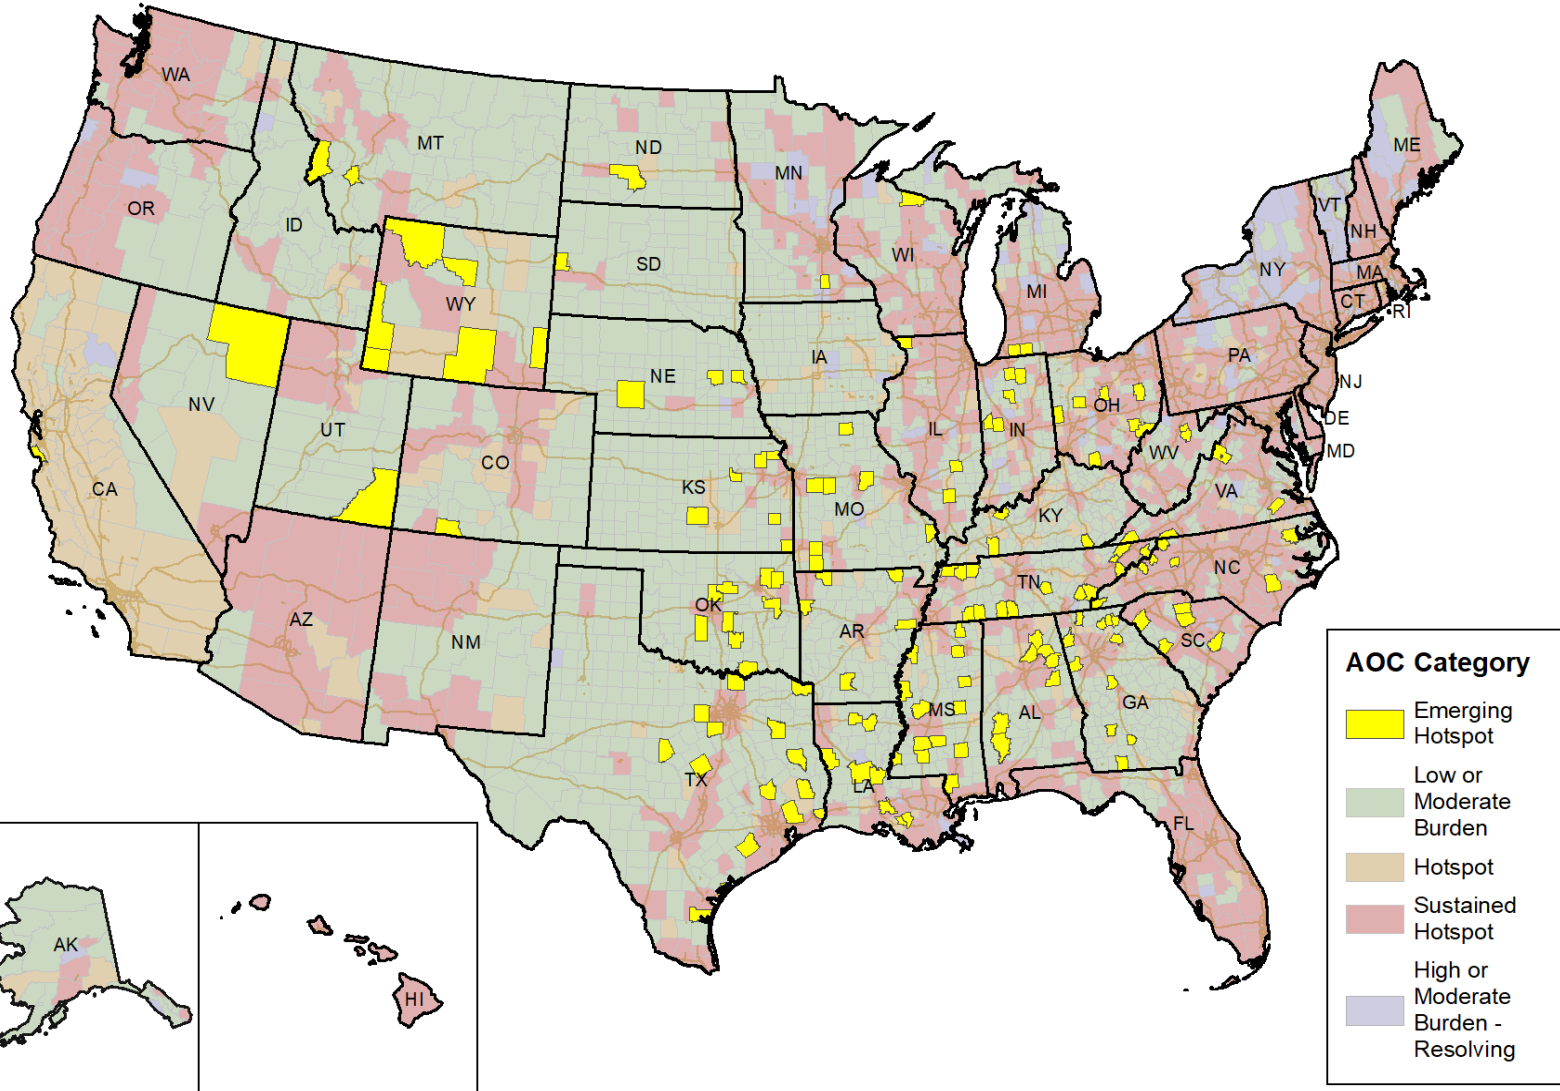 WA
MT
ND
MN
ME
OR
ID
SD
WI
VT
NH
NY
MA
WY
MI
CT
RI
NV
NE
IA
PA
NJ
UT
CO
IL
IN
OH
DE
MD
WV
CA
KS
MO
KY
VA
AZ
NM
OK
AR
TN
NC
SC
TX
LA
MS
AL
GA
FL
AK
HI
AOC Category
Emerging
Hotspot
Low or
Moderate
Burden
Hotspot
Sustained
Hotspot
High or
Moderate
Burden -
Resolving